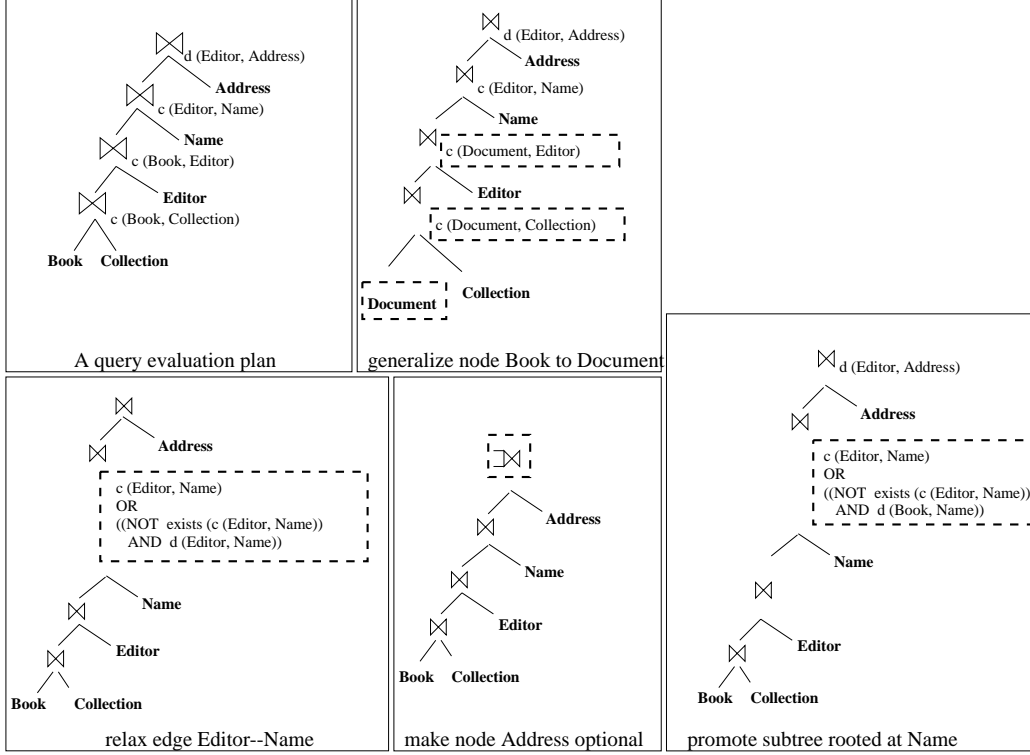 d (Editor, Address)
Address
c (Editor, Name)
Name
c (Book, Editor)
Editor
c (Book, Collection)
Book Collection
A query evaluation plan
d (Editor, Address)
Address
c (Editor, Name)
Name
c (Document, Editor)
Editor
c (Document, Collection)
Document
Collection
generalize node Book to Document
Address
c (Editor, Name)
OR
((NOT exists (c (Editor, Name))
AND d (Editor, Name))
Name
Editor
Book Collection
relax edge Editor--Name
Address
Name
Editor
Book Collection
make node Address optional
d (Editor, Address)
Address
c (Editor, Name)
OR
((NOT exists (c (Editor, Name))
AND d (Book, Name))
Name
Editor
Book Collection
promote subtree rooted at Name